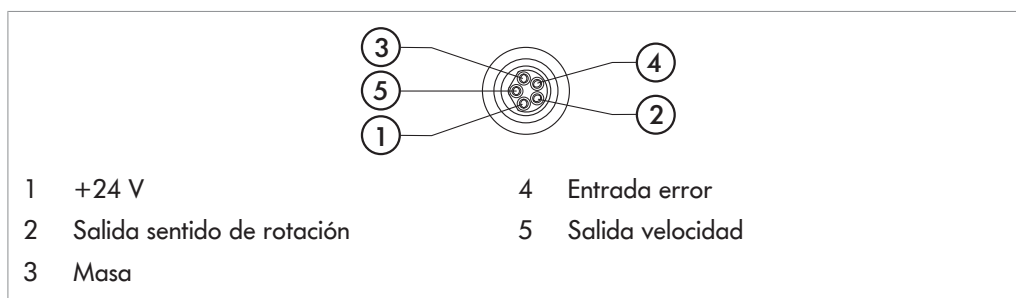 3
4
5
2
1
1 +24 V
2 Salida sentido de rotación
3 Masa
4 Entrada error
5 Salida velocidad